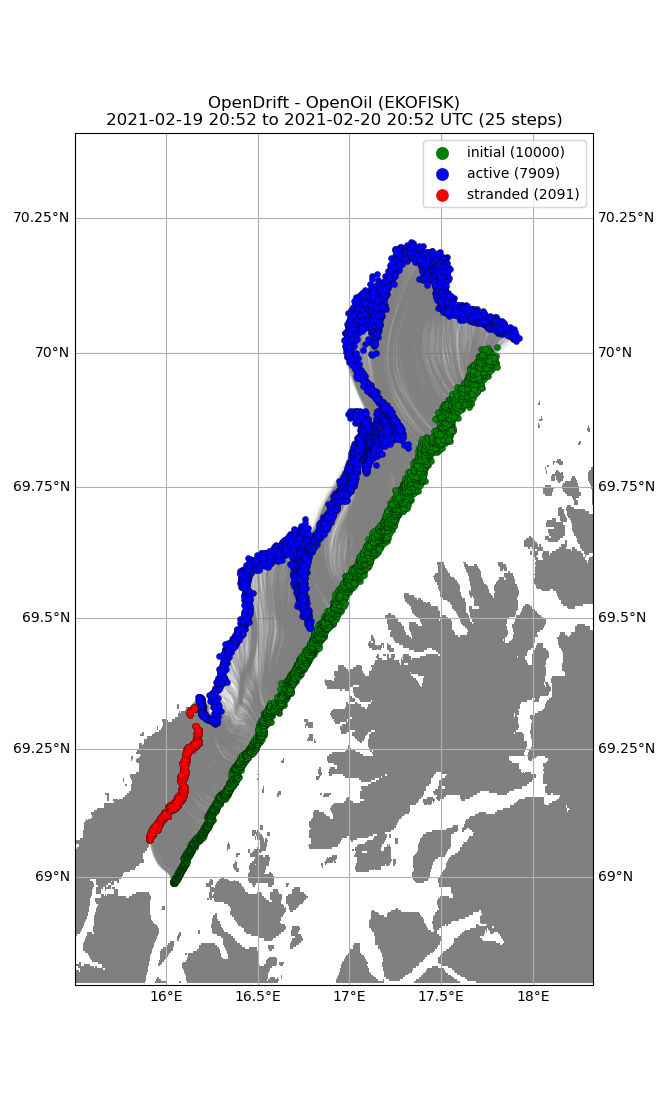 OpenDrift - OpenOil (EKOFISK)
2021-02-19 20:52 to 2021-02-20 20:52 UTC (25 steps)
initial (10000)
active (7909)
stranded (2091)
70.25°N 70.25°N
70°N 70°N
69.75°N 69.75°N
69.5°N 69.5°N
69.25°N 69.25°N
69°N 69°N
16°E 16.5°E 17°E 17.5°E 18°E